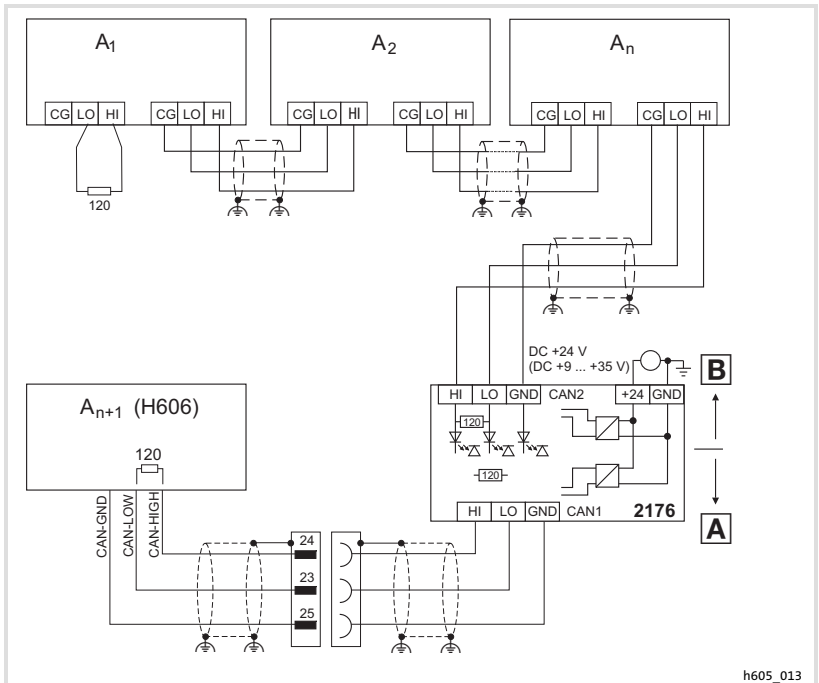 A1
A2
An
CG LO HI
CG LO HI
CG LO HI
CG LO HI
CG LO HI
CG LO HI
120
DC +24 V
(DC +9 ... +35 V)
B
HI LO GND CAN2
+24 GND
120
120
HI LO GND CAN1
2176
A
An+1 (H606)
120
CAN-GND
CAN-LOW
CAN-HIGH
24
23
25
h605_013